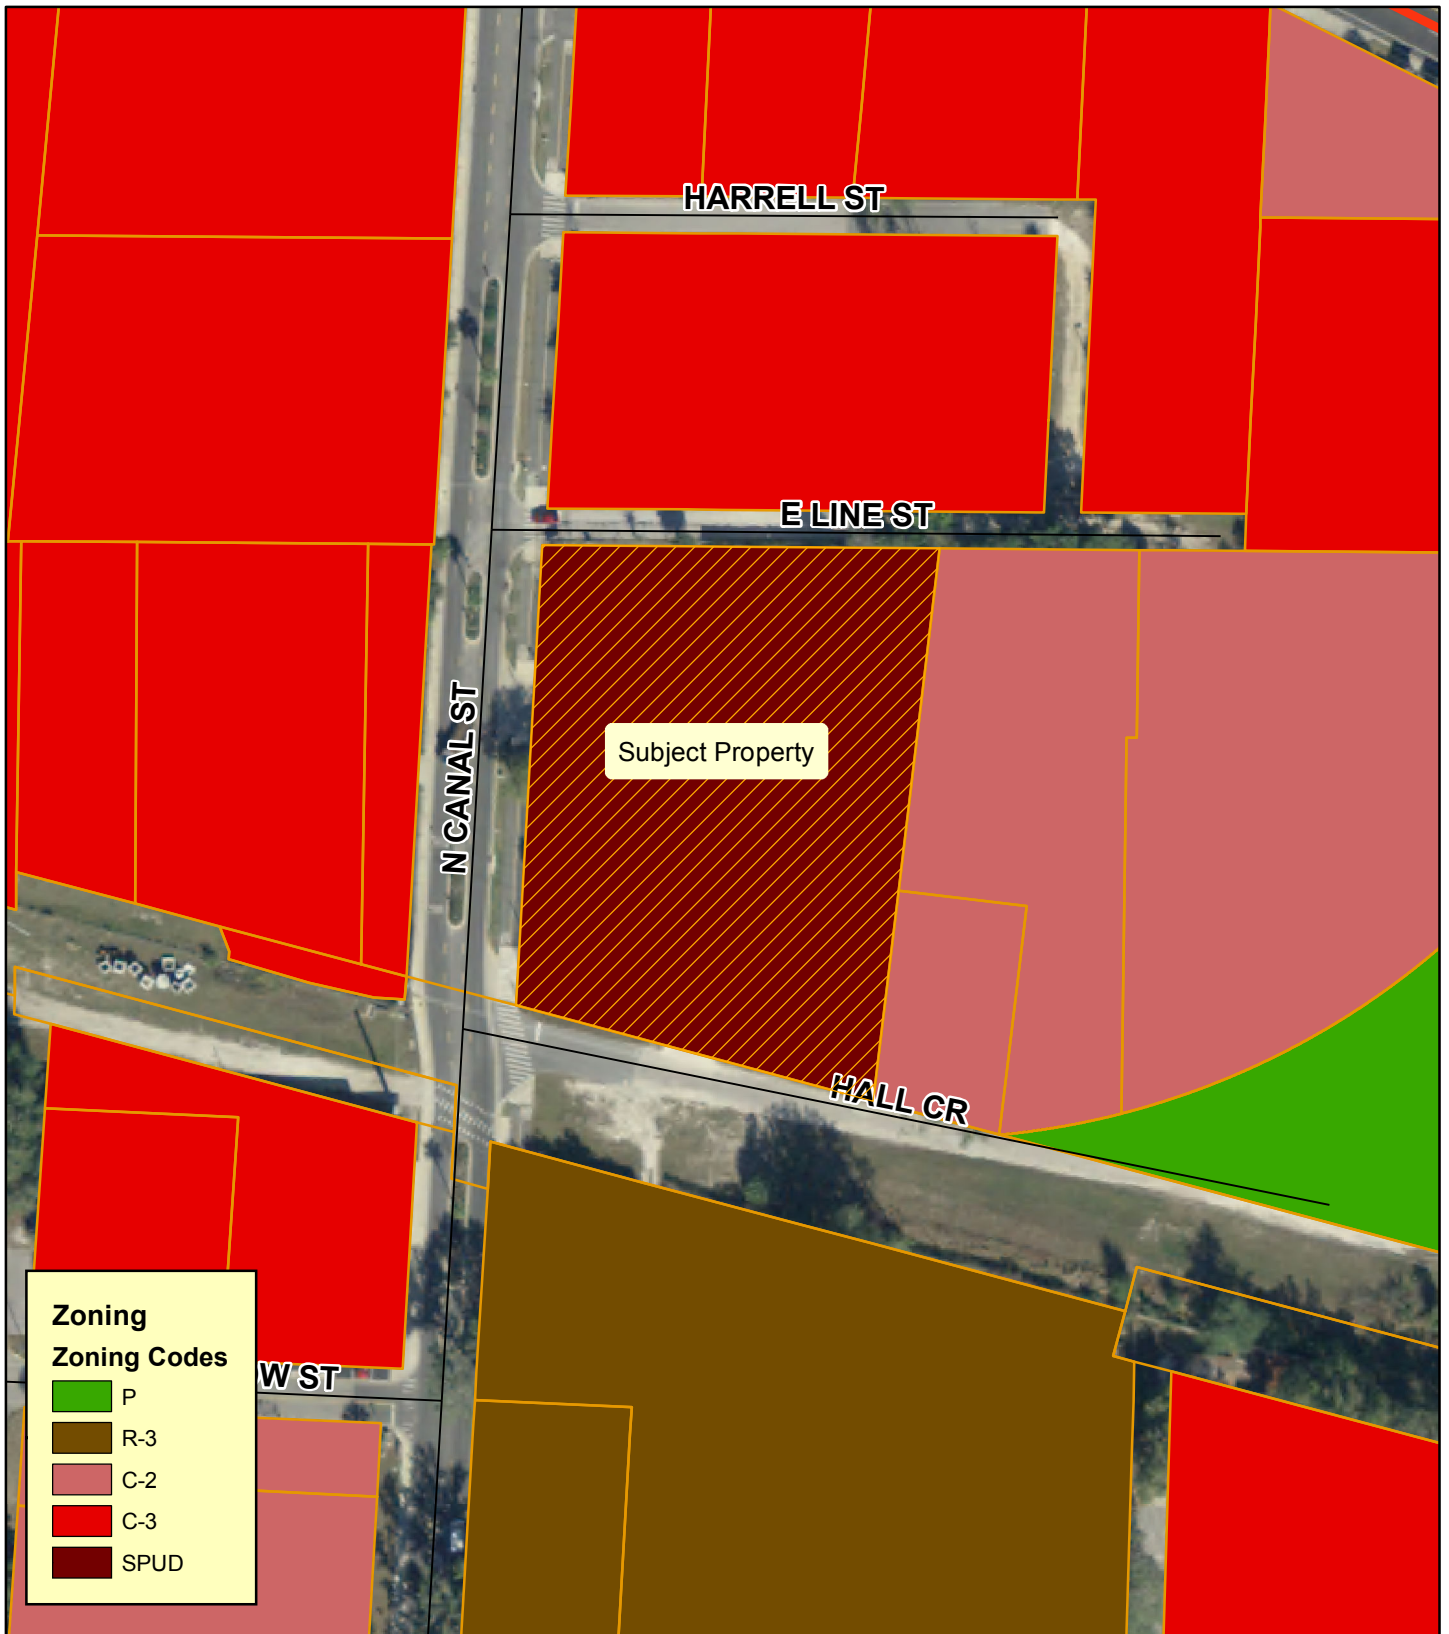 HARRELL ST
E LINE ST
N CANAL ST
Subject Property
HALL CR
W ST
Zoning
Zoning Codes
P
R-3
C-2
C-3
SPUD